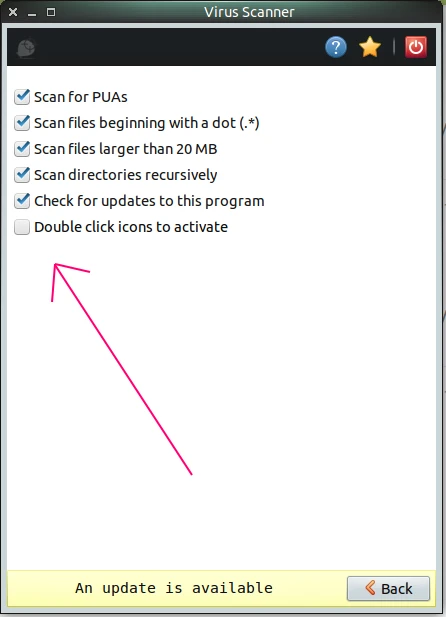 Virus Scanner
Scan for PUAs
Scan files beginning with a dot (.*)
Scan files larger than 20 MB
Scan directories recursively
Check for updates to this program
Double click icons to activate
An update is available
Back